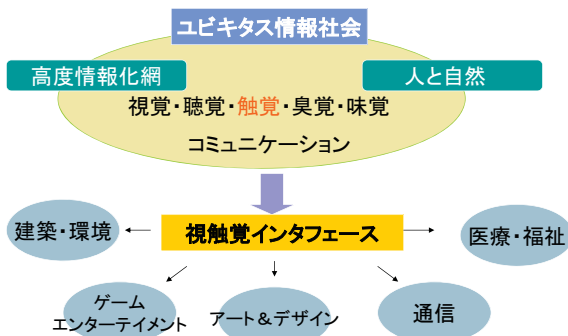 ユビキタス情報社会
高度情報化網
人と自然
視覚・聴覚・触覚・臭覚・味覚
コミュニケーション
建築・環境
視触覚インタフェース
医療・福祉
ゲーム
エンターテイメント
アート＆デザイン
通信